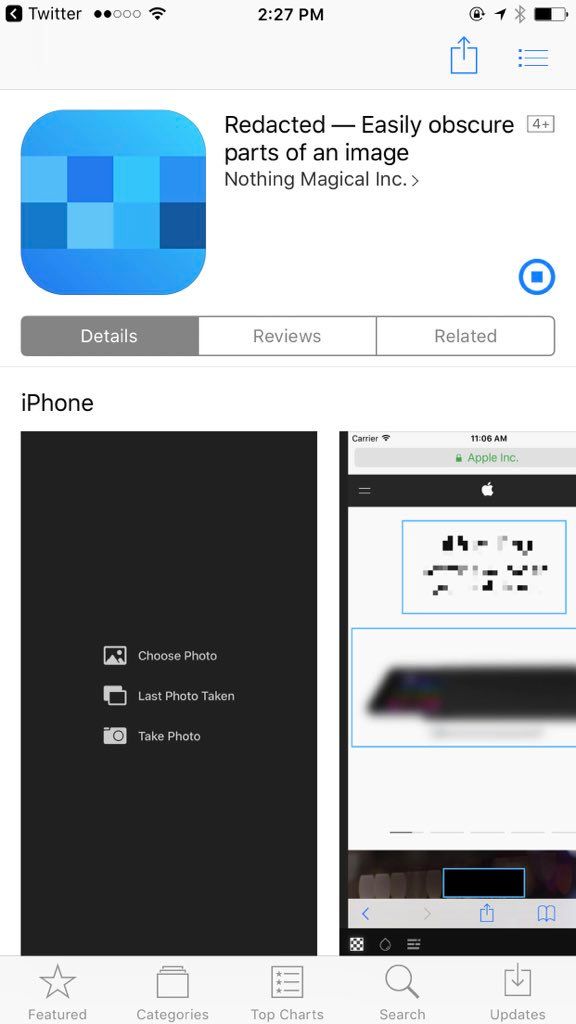 Twitter 2:27 PM
Redacted — Easily obscure 4+
parts of an image
Nothing Magical Inc.
Details Reviews Related
iPhone
Choose Photo
Last Photo Taken
Take Photo
Carrier 11:06 AM
Apple Inc.
Featured Categories Top Charts Search Updates